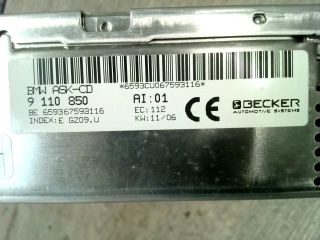 *6593CU067593116*
BMW ASK-CD
9 110 850 AI:01
BE 659367593116 EC:112
INDEX:E GZ09.U KW:11/06
CE
BECKER
AUTOMOTIVE SYSTEMS